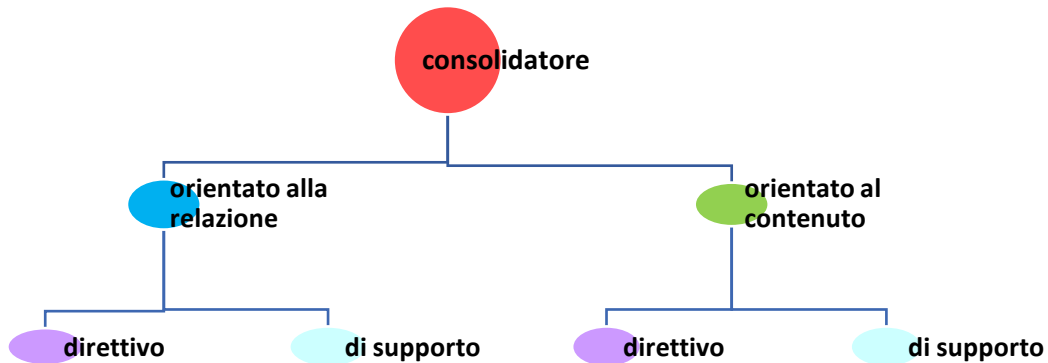 consolidatore
orientato alla
relazione
orientato al
contenuto
direttivo
di supporto
direttivo
di supporto